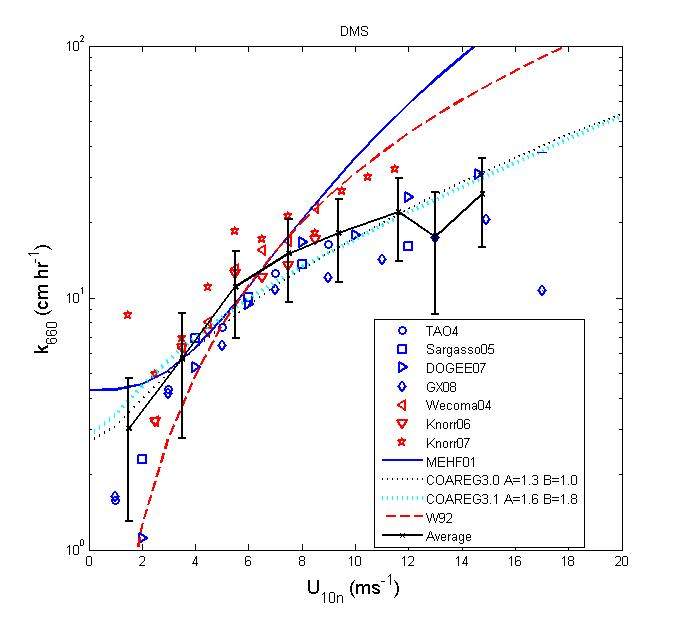 DMS
10^2
10^1
10^0
k_660 (cm hr^-1)
0 2 4 6 8 10 12 14 16 18 20
U_10n (ms^-1)
TAO4
Sargasso05
DOGEE07
GX08
Wecoma04
Knorr06
Knorr07
MEHF01
COAREG3.0 A=1.3 B=1.0
COAREG3.1 A=1.6 B=1.8
W92
Average